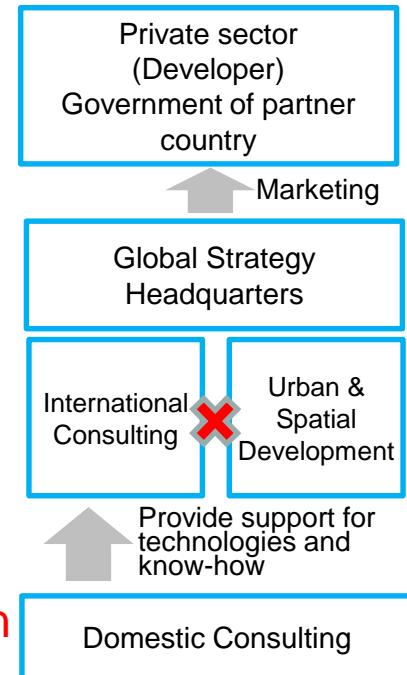 Private sector
(Developer)
Government of partner
country
Marketing
Global Strategy
Headquarters
International
Consulting
Urban &
Spatial
Development
Provide support for
technologies and
know-how
Domestic Consulting